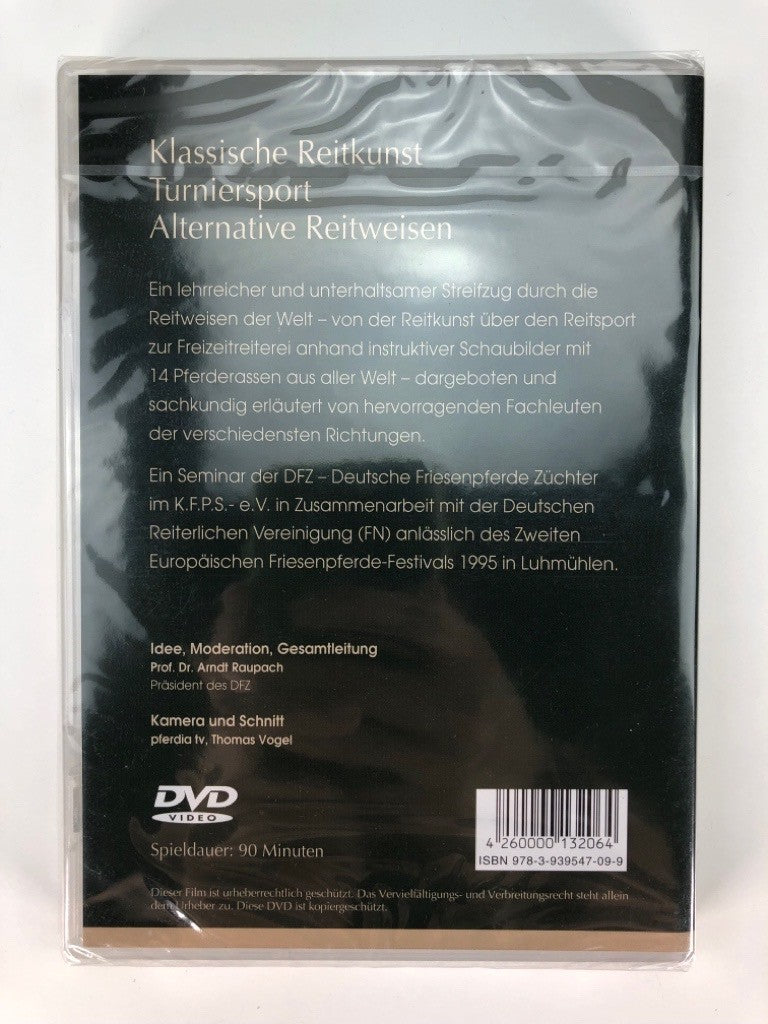 Klassische Reitkunst
Turniersport
Alternative Reitweisen
Ein lehrreicher und unterhaltsamer Streifzug durch die
Reitweisen der Welt – von der Reitkunst über den Reitsport
zur Freizeitreiterei anhand instruktiver Schaubilder mit
14 Pferderassen aus aller Welt – dargeboten und
sachkundig erläutert von hervorragenden Fachleuten
der verschiedensten Richtungen.
Ein Seminar der DFZ – Deutsche Friesenpferde Züchter
im K.F.P.S.- e.V. in Zusammenarbeit mit der Deutschen
Reiterlichen Vereinigung (FN) anlässlich des Zweiten
Europäischen Friesenpferde-Festivals 1995 in Luhmühlen.
Idee, Moderation, Gesamtleitung
Prof. Dr. Arndt Raupach
Präsident des DFZ
Kamera und Schnitt
pferdia tv, Thomas Vogel
DVD
VIDEO
Spieldauer: 90 Minuten
4 260000 132064
ISBN 978-3-939547-09-9
Dieser Film ist urheberrechtlich geschützt. Das Vervielfältigungs- und Verbreitungsrecht steht allein
dem Urheber zu. Diese DVD ist kopiergeschützt.